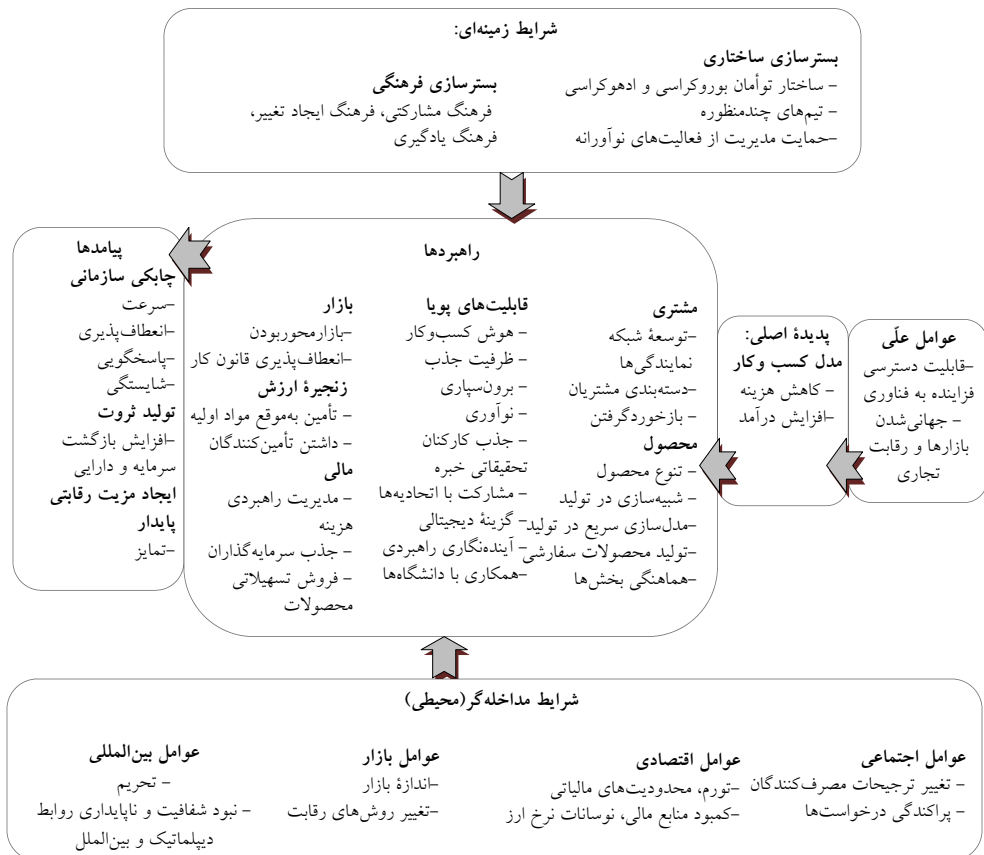 شرایط زمینه‌ای:
بسترسازی ساختاری
– ساختار توأمان بوروکراسی و ادهوکراسی
– تیم‌های چندمنظوره
–حمایت مدیریت از فعالیت‌های نوآورانه
بسترسازی فرهنگی
فرهنگ مشارکتی، فرهنگ ایجاد تغییر،
فرهنگ یادگیری
عوامل علّی
–قابلیت دسترسی
فزاینده به فناوری
– جهانی‌شدن
بازارها و رقابت
تجاری
پدیدۀ اصلی:
مدل کسب وکار
– کاهش هزینه
–افزایش درآمد
راهبردها
مشتری
–توسعۀ شبکه
نمایندگی‌ها
–دسته‌بندی مشتریان
– بازخوردگرفتن
محصول
– تنوع محصول
– شبیه‌سازی در تولید
–مدل‌سازی سریع در تولید
–تولید محصولات سفارشی
–هماهنگی بخش‌ها
قابلیت‌های پویا
– هوش کسب‌وکار
– ظرفیت جذب
– برون‌سپاری
– نوآوری
– جذب کارکنان
تحقیقاتی خبره
– مشارکت با اتحادیه‌ها
– گزینۀ دیجیتالی
– آینده‌نگاری راهبردی
–همکاری با دانشگاه‌ها
بازار
–بازارمحوربودن
–انعطاف‌پذیری قانون کار
زنجیرۀ ارزش
– تأمین به‌موقع مواد اولیه
– داشتن تأمین‌کنندگان
مالی
– مدیریت راهبردی
هزینه
– جذب سرمایه‌گذاران
– فروش تسهیلاتی
محصولات
پیامدها
چابکی سازمانی
–سرعت
–انعطاف‌پذیری
–پاسخگویی
–شایستگی
تولید ثروت
–افزایش بازگشت
سرمایه و دارایی
ایجاد مزیت رقابتی
پایدار
–تمایز
شرایط مداخله‌گر(محیطی)
عوامل اجتماعی
– تغییر ترجیحات مصرف‌کنندگان
– پراکندگی درخواست‌ها
عوامل اقتصادی
–تورم، محدودیت‌های مالیاتی
–کمبود منابع مالی، نوسانات نرخ ارز
عوامل بازار
–اندازۀ بازار
–تغییر روش‌های رقابت
عوامل بین‌المللی
– تحریم
– نبود شفافیت و ناپایداری روابط
دیپلماتیک و بین‌الملل